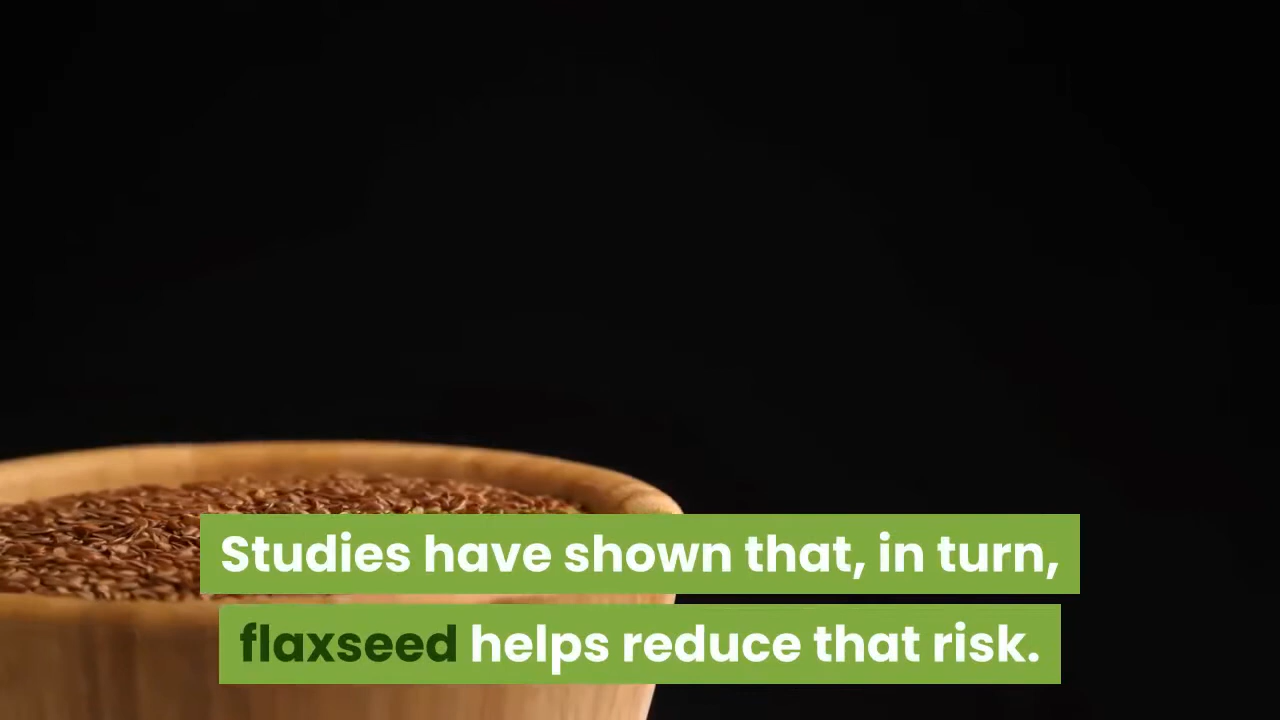 Studies have shown that, in turn,
flaxseed helps reduce that risk.